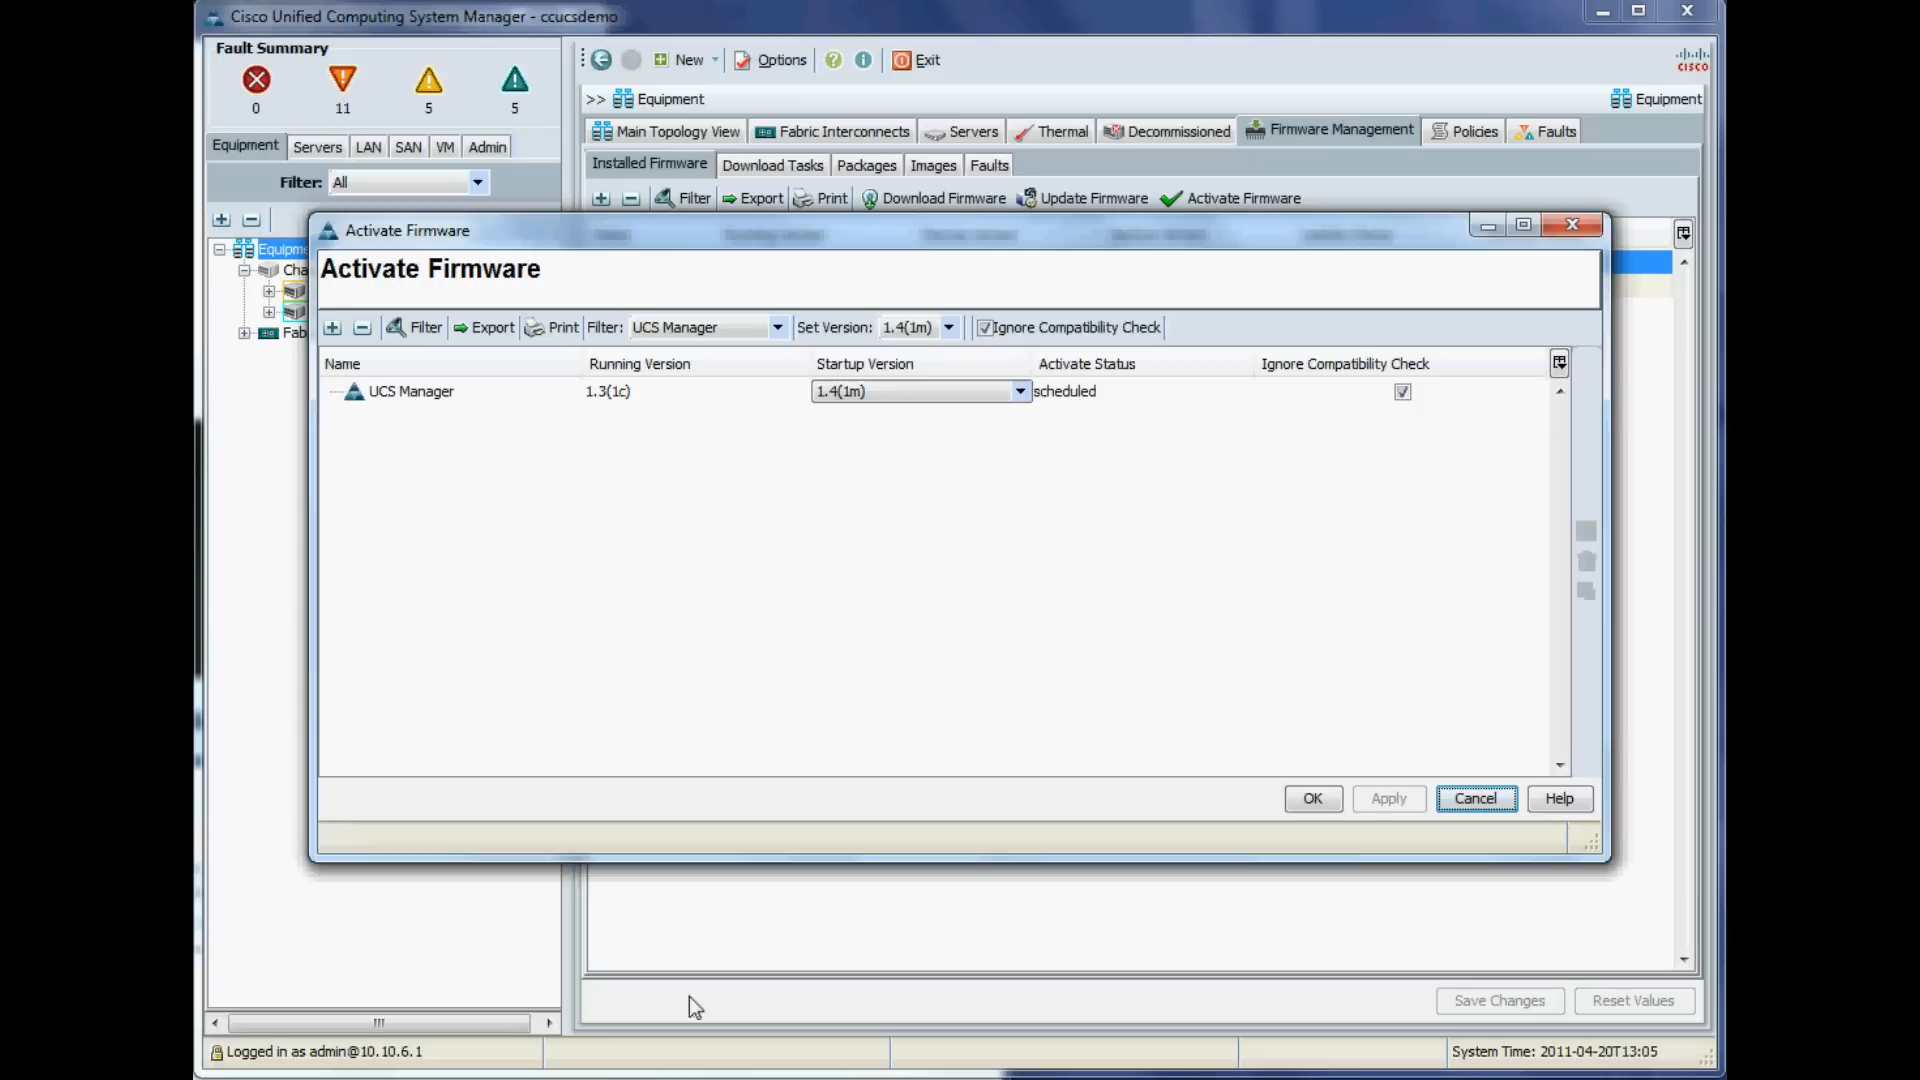 Cisco Unified Computing System Manager - ccucsdemo
Fault Summary
0 11 5 5
New Options Exit
CISCO
>> Equipment Equipment
Equipment Servers LAN SAN VM Admin
Main Topology View Fabric Interconnects Servers Thermal Decommissioned Firmware Management Policies Faults
Installed Firmware Download Tasks Packages Images Faults
Filter: All
Filter Export Print Download Firmware Update Firmware Activate Firmware
Equipme
Cha
Fab
Activate Firmware
Activate Firmware
Filter Export Print Filter: UCS Manager Set Version: 1.4(1m) Ignore Compatibility Check
Name Running Version Startup Version Activate Status Ignore Compatibility Check
UCS Manager 1.3(1c) 1.4(1m) scheduled
OK Apply Cancel Help
Save Changes Reset Values
Logged in as admin@10.10.6.1 System Time: 2011-04-20T13:05